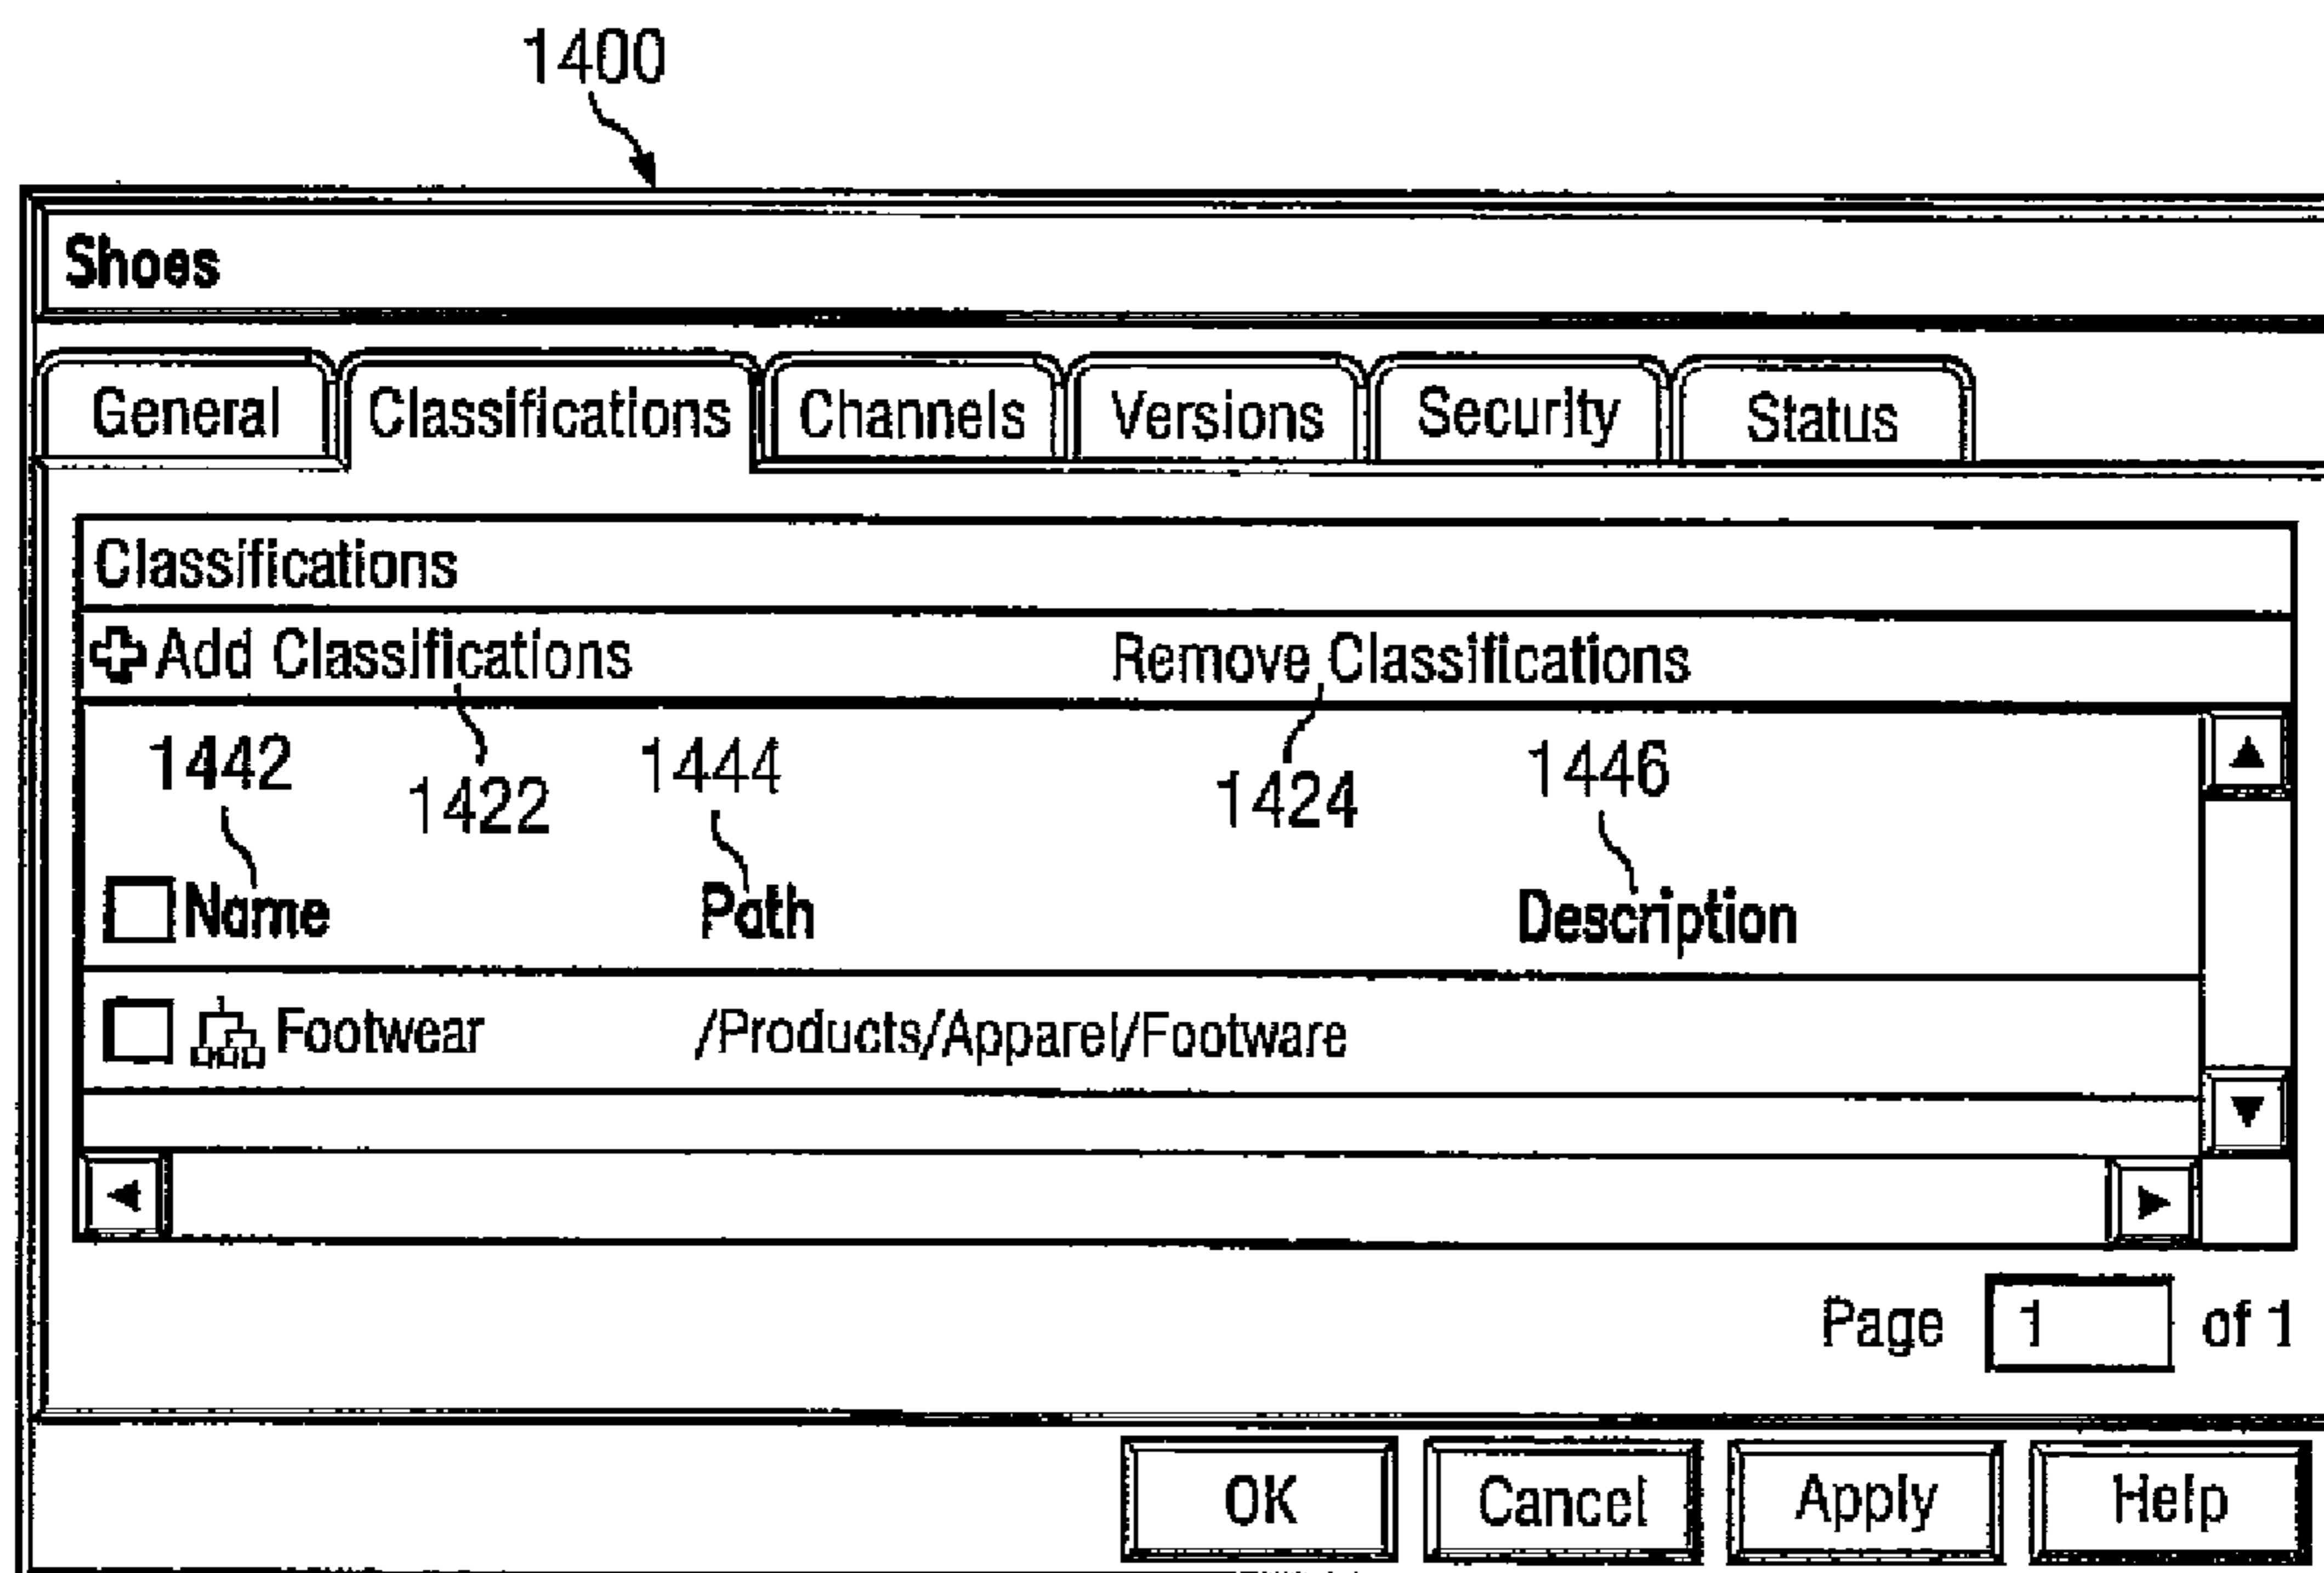 1400
Shoes
General Classifications Channels Versions Security Status
Classifications
Add Classifications Remove Classifications
1442 1422 1444 1424 1446
Name Path Description
Footwear /Products/Apparel/Footware
Page 1 of 1
OK Cancel Apply Help